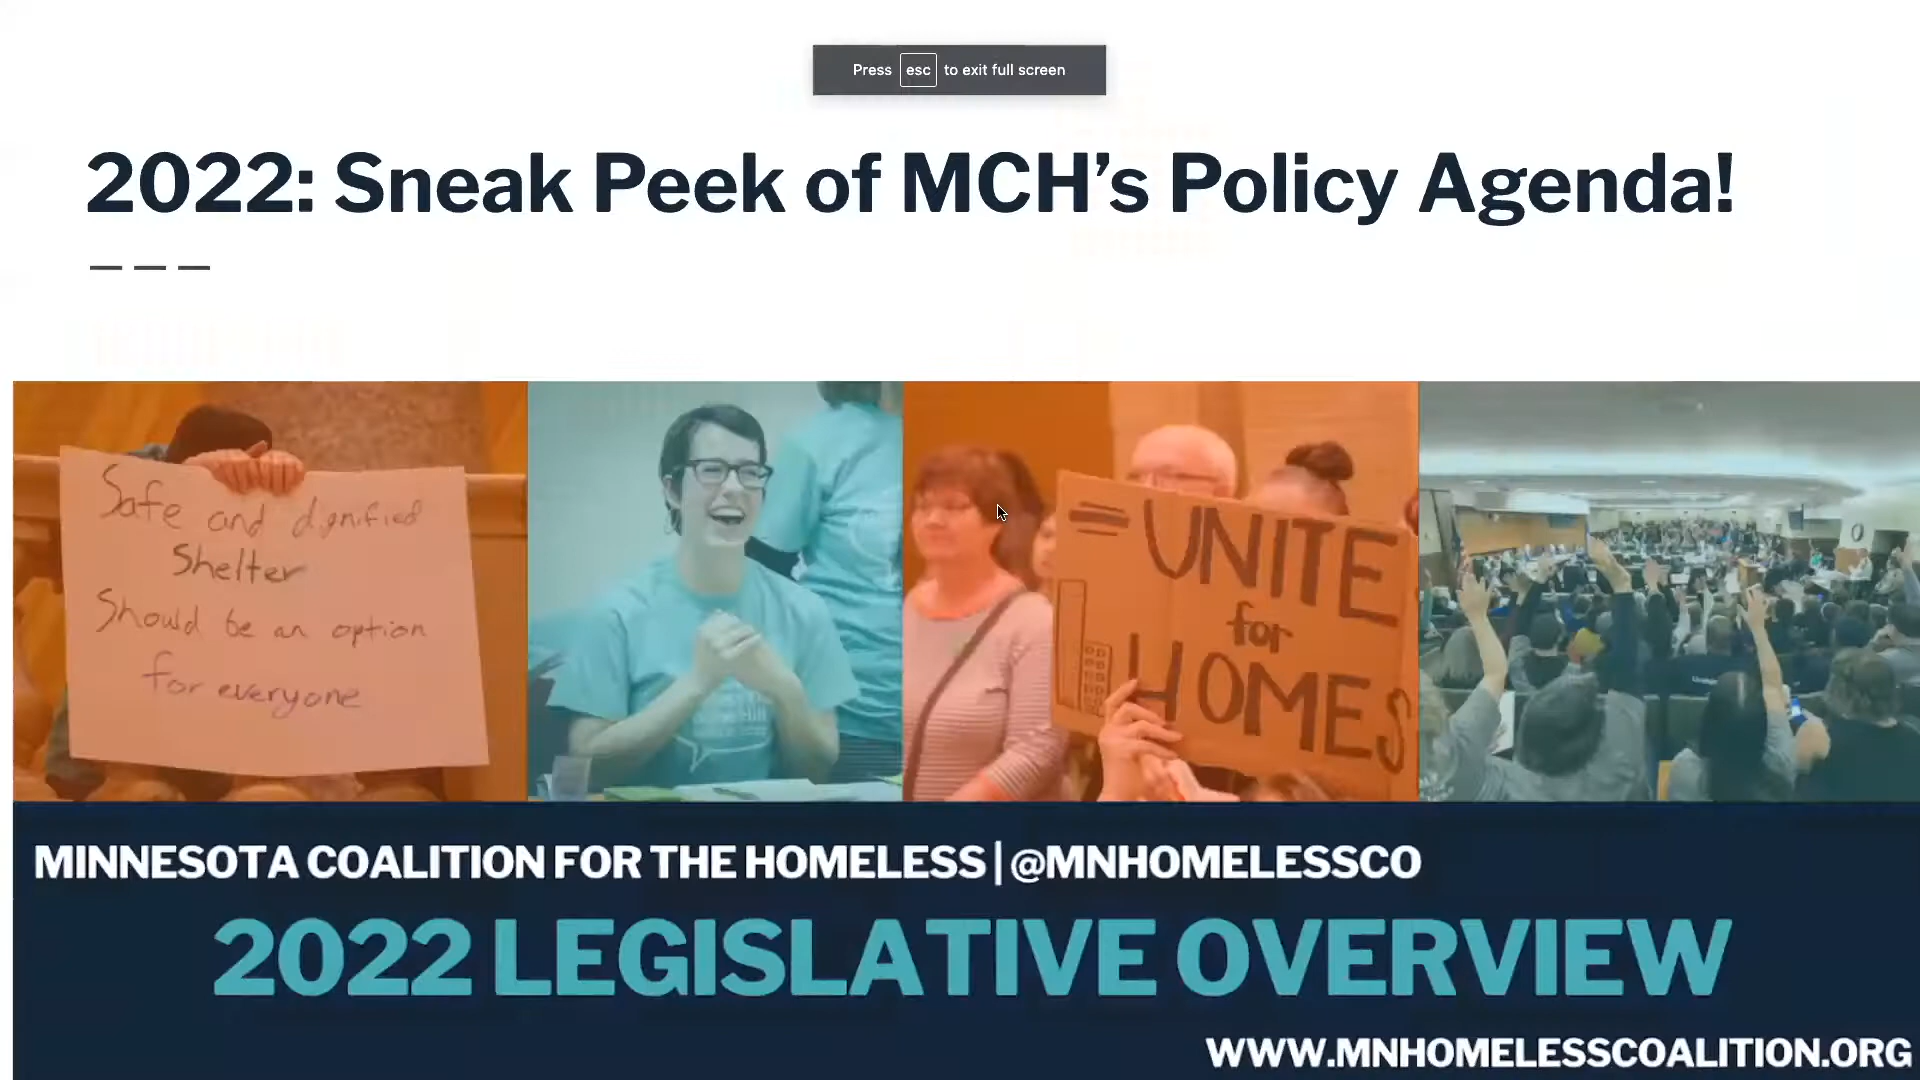 Press esc to exit full screen
2022: Sneak Peek of MCH’s Policy Agenda!
Safe and dignified
Shelter
Should be an option
for everyone
= UNITE
for
HOMES
MINNESOTA COALITION FOR THE HOMELESS | @MNHOMELESSCO
2022 LEGISLATIVE OVERVIEW
WWW.MNHOMELESSCOALITION.ORG